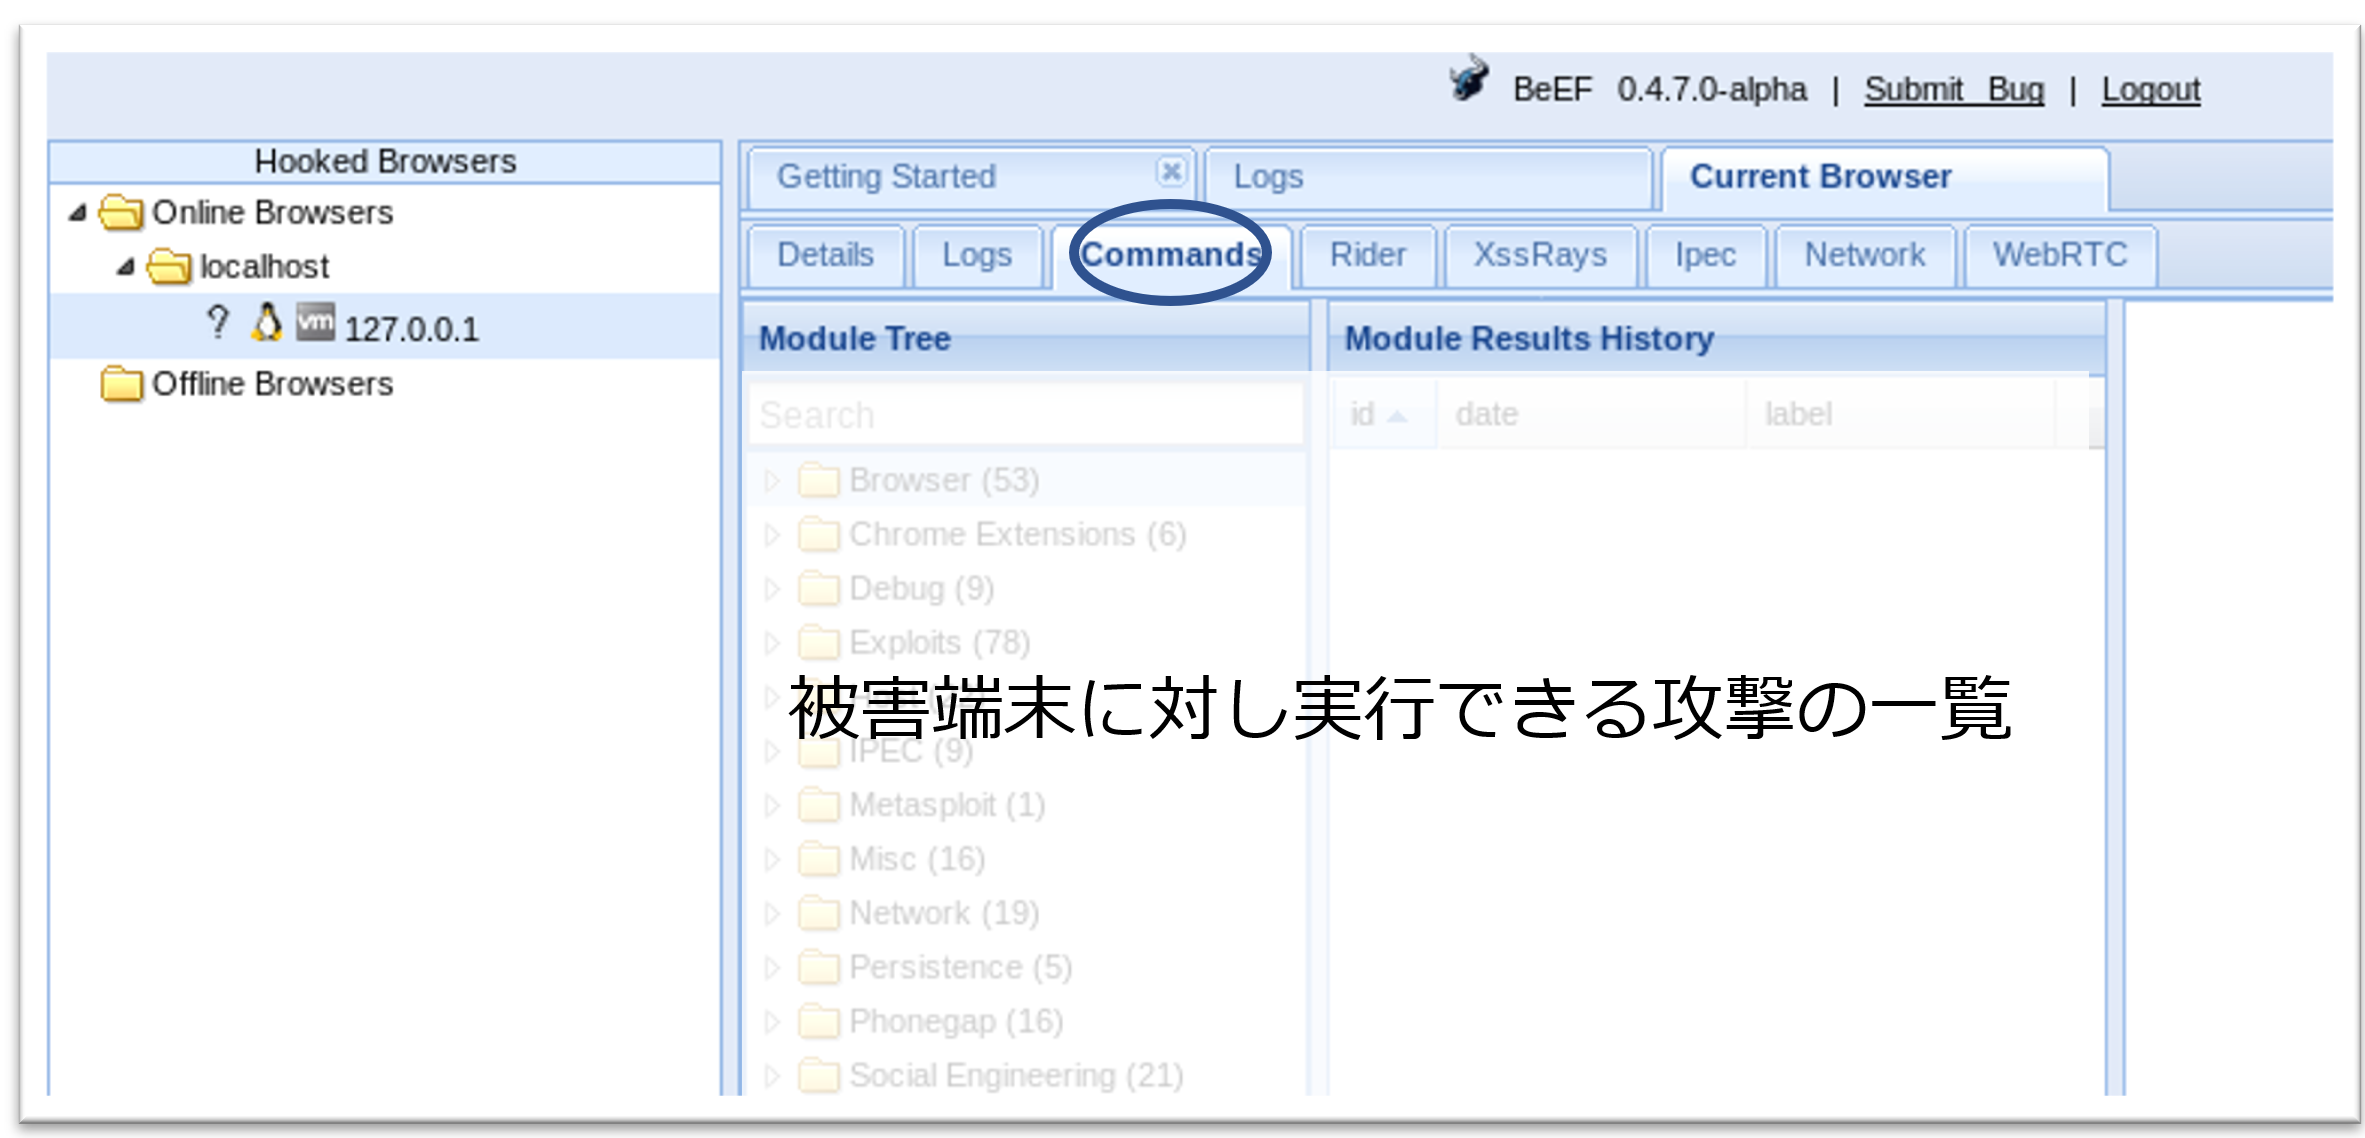 BeEF 0.4.7.0-alpha | Submit Bug | Logout
Hooked Browsers
Online Browsers
localhost
? vm 127.0.0.1
Offline Browsers
Getting Started Logs Current Browser
Details Logs Commands Rider XssRays Ipec Network WebRTC
Module Tree
Search
Browser (53)
Chrome Extensions (6)
Debug (9)
Exploits (78)
IPEC (9)
Metasploit (1)
Misc (16)
Network (19)
Persistence (5)
Phonegap (16)
Social Engineering (21)
Module Results History
id date label
被害端末に対し実行できる攻撃の一覧